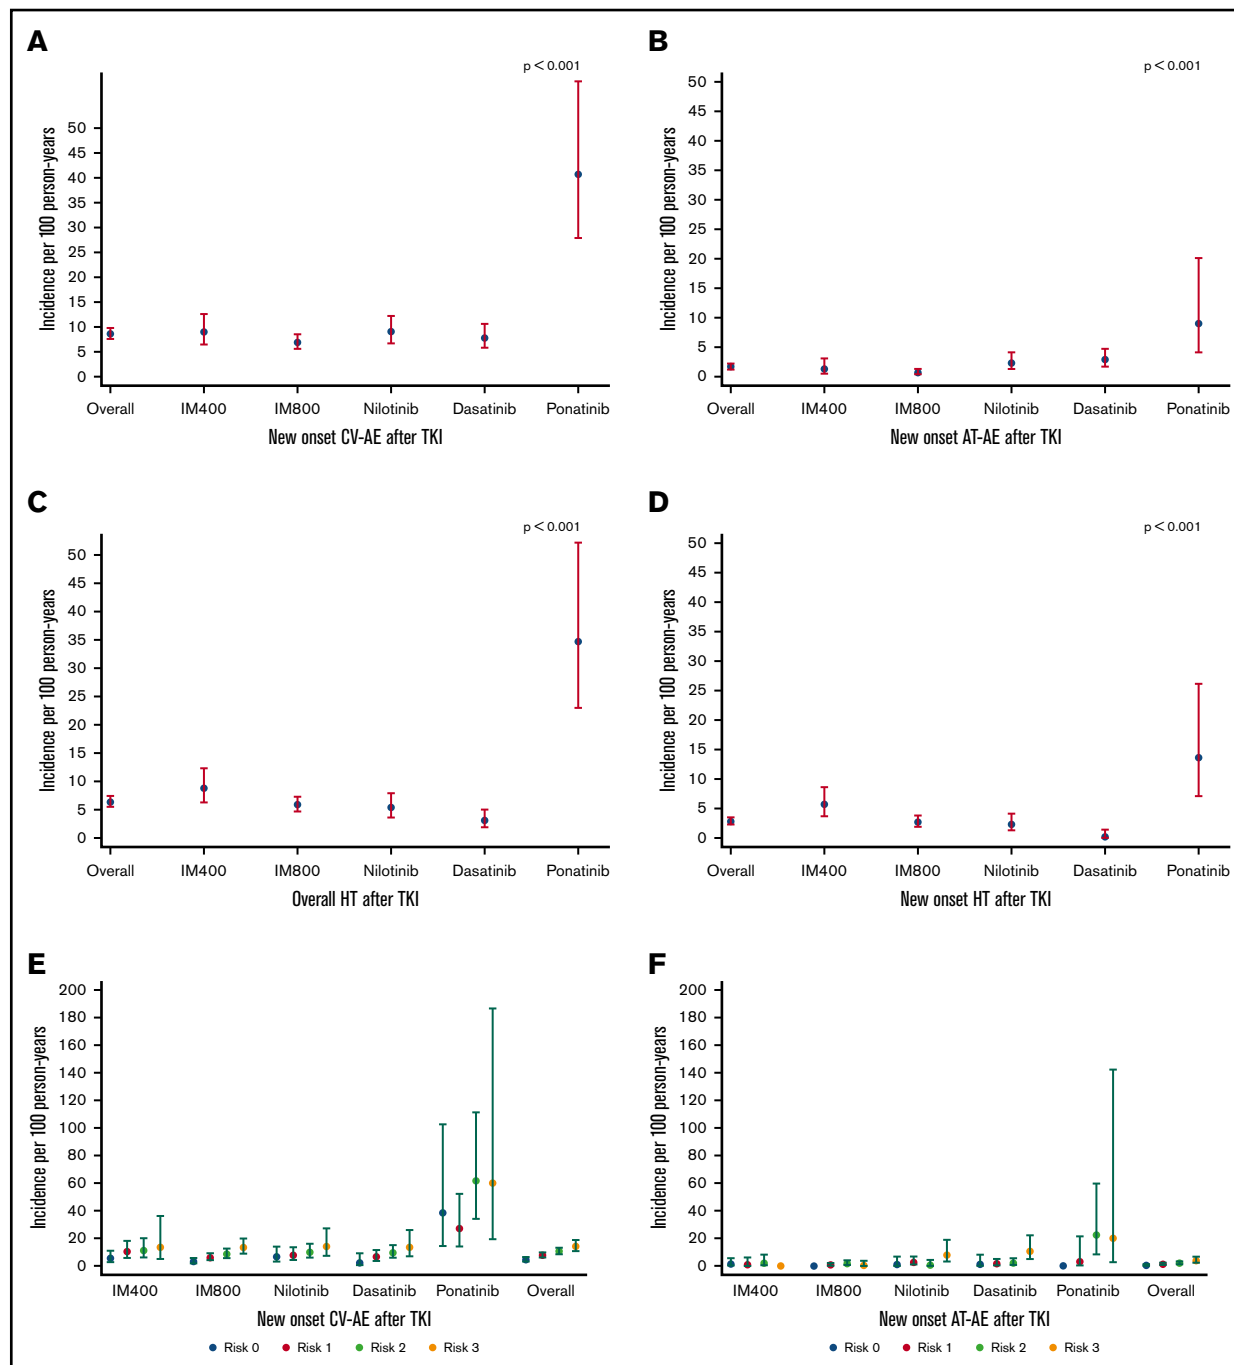 A
p < 0.001
Incidence per 100 person-years
50
45
40
35
30
25
20
15
10
5
0
Overall IM400 IM800 Nilotinib Dasatinib Ponatinib
New onset CV-AE after TKI
B
p < 0.001
Incidence per 100 person-years
50
45
40
35
30
25
20
15
10
5
0
Overall IM400 IM800 Nilotinib Dasatinib Ponatinib
New onset AT-AE after TKI
C
p < 0.001
Incidence per 100 person-years
50
45
40
35
30
25
20
15
10
5
0
Overall IM400 IM800 Nilotinib Dasatinib Ponatinib
Overall HT after TKI
D
p < 0.001
Incidence per 100 person-years
50
45
40
35
30
25
20
15
10
5
0
Overall IM400 IM800 Nilotinib Dasatinib Ponatinib
New onset HT after TKI
E
Incidence per 100 person-years
200
180
160
140
120
100
80
60
40
20
0
IM400 IM800 Nilotinib Dasatinib Ponatinib Overall
New onset CV-AE after TKI
Risk 0 Risk 1 Risk 2 Risk 3
F
Incidence per 100 person-years
200
180
160
140
120
100
80
60
40
20
0
IM400 IM800 Nilotinib Dasatinib Ponatinib Overall
New onset AT-AE after TKI
Risk 0 Risk 1 Risk 2 Risk 3